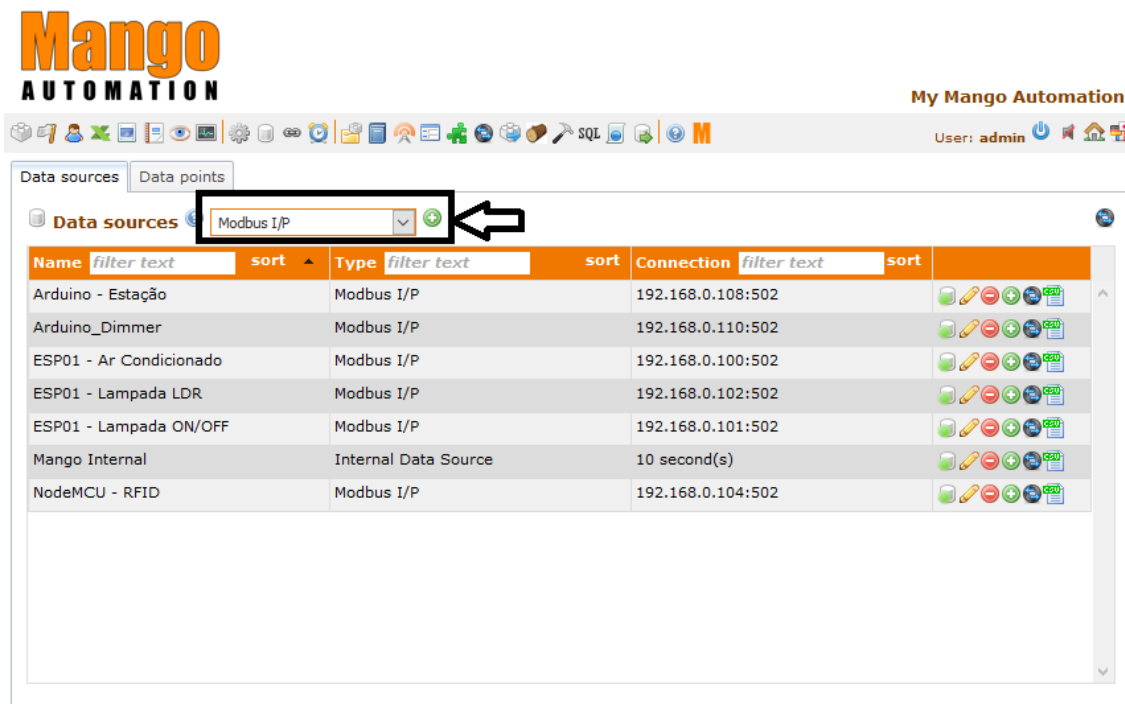 Mango
AUTOMATION
My Mango Automation
SQL
M
User: admin
Data sources Data points
Data sources Modbus I/P
Name filter text sort Type filter text sort Connection filter text sort
Arduino - Estação Modbus I/P 192.168.0.108:502
Arduino_Dimmer Modbus I/P 192.168.0.110:502
ESP01 - Ar Condicionado Modbus I/P 192.168.0.100:502
ESP01 - Lampada LDR Modbus I/P 192.168.0.102:502
ESP01 - Lampada ON/OFF Modbus I/P 192.168.0.101:502
Mango Internal Internal Data Source 10 second(s)
NodeMCU - RFID Modbus I/P 192.168.0.104:502